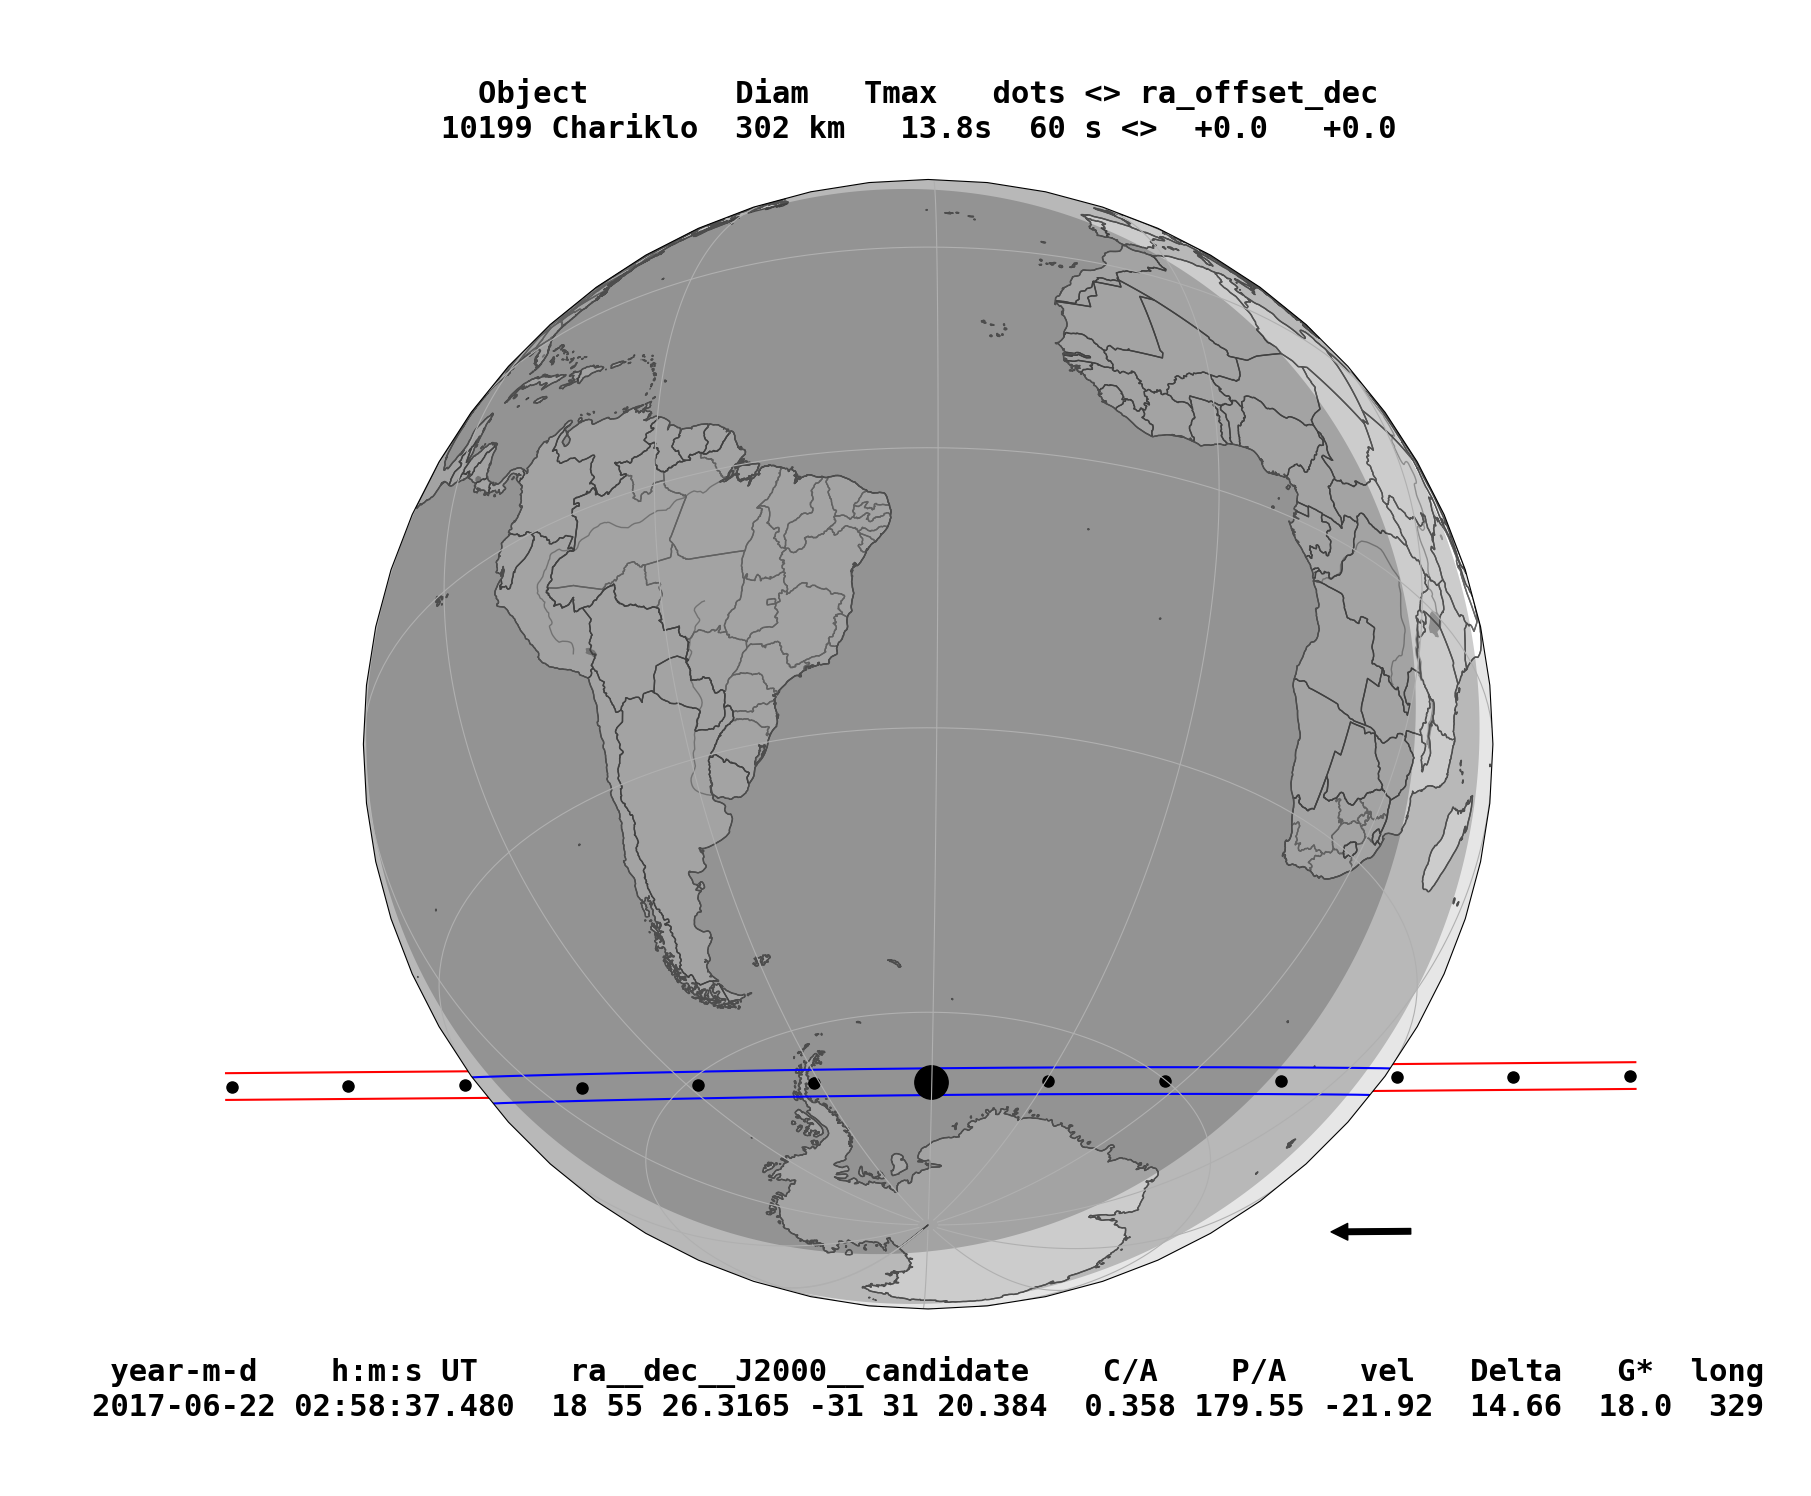 Object Diam Tmax dots <> ra_offset_dec
10199 Chariklo 302 km 13.8s 60 s <> +0.0 +0.0
year-m-d h:m:s UT ra__dec__J2000__candidate C/A P/A vel Delta G* long
2017-06-22 02:58:37.480 18 55 26.3165 -31 31 20.384 0.358 179.55 -21.92 14.66 18.0 329